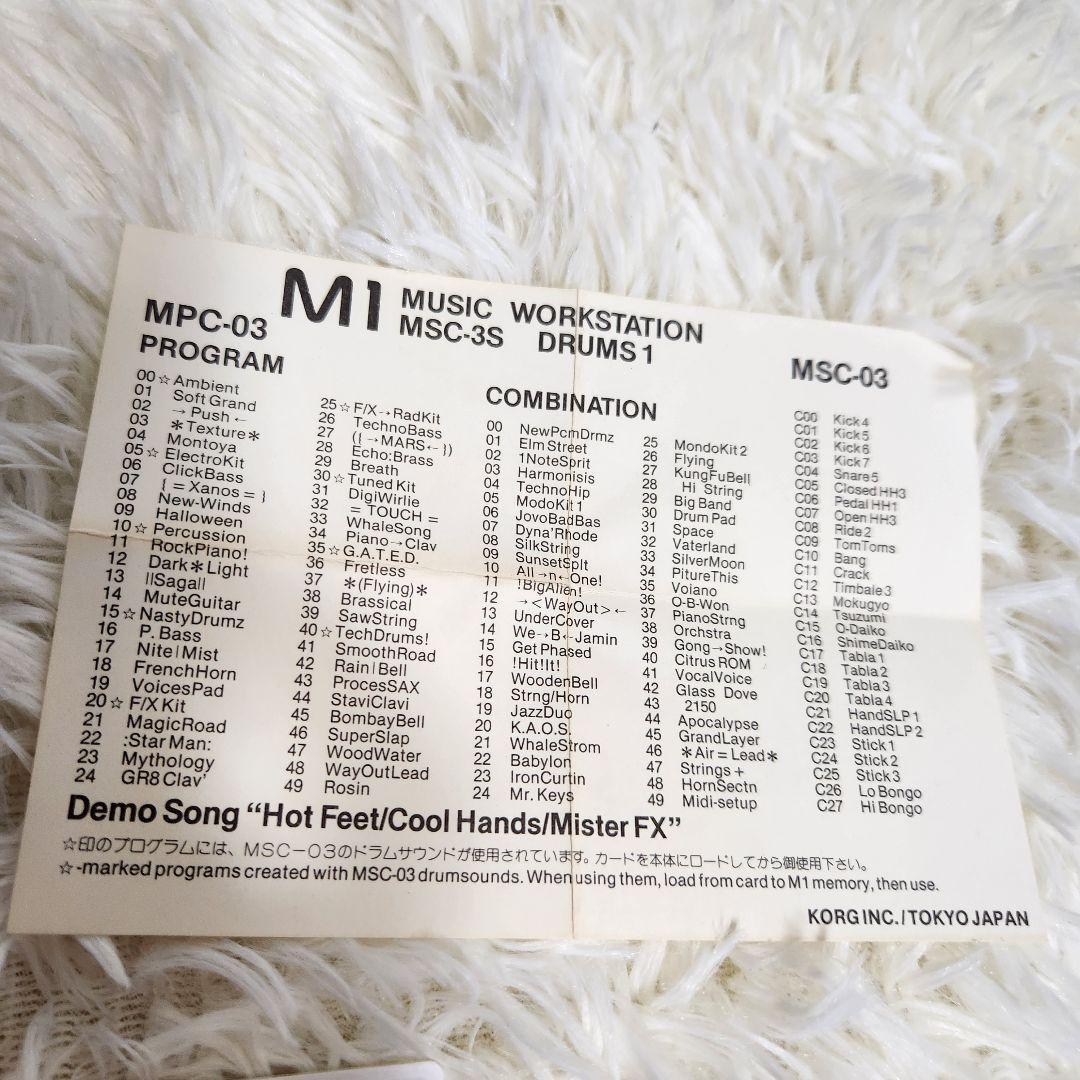 M1 MUSIC WORKSTATION
MSC-3S DRUMS 1
MPC-03
PROGRAM
00☆Ambient
01 Soft Grand
02 →Push←
03 ＊Texture＊
04 Montoya
05☆ElectroKit
06 ClickBass
07 {=Xanos=}
08 New-Winds
09 Halloween
10☆Percussion
11 RockPiano!
12 Dark＊Light
13 ||Saga||
14 MuteGuitar
15☆NastyDrumz
16 P. Bass
17 Nite|Mist
18 FrenchHorn
19 VoicesPad
20☆F/X Kit
21 MagicRoad
22 :Star Man:
23 Mythology
24 GR8 Clav'
25☆F/X→RadKit
26 TechnoBass
27 ({→MARS←})
28 Echo:Brass
29 Breath
30☆Tuned Kit
31 DigiWirlie
32 =TOUCH=
33 WhaleSong
34 Piano→Clav
35☆G.A.T.E.D.
36 Fretless
37 ＊(Flying)＊
38 Brassical
39 SawString
40☆TechDrums!
41 SmoothRoad
42 Rain|Bell
43 ProcesSAX
44 StaviClavi
45 BombayBell
46 SuperSlap
47 WoodWater
48 WayOutLead
49 Rosin
COMBINATION
00 NewPcmDrmz
01 Elm Street
02 1NoteSprit
03 Harmonisis
04 TechnoHip
05 ModoKit 1
06 JovoBadBas
07 Dyna'Rhode
08 SilkString
09 SunsetSplt
10 All→n←One!
11 !BigAlien!
12 →<WayOut>←
13 UnderCover
14 We→B←Jamin
15 Get Phased
16 !Hit!It!
17 WoodenBell
18 Strng/Horn
19 JazzDuo
20 K.A.O.S.
21 WhaleStrom
22 Babylon
23 IronCurtin
24 Mr. Keys
25 MondoKit 2
26 Flying
27 KungFuBell
28 Hi String
29 Big Band
30 Drum Pad
31 Space
32 Vaterland
33 SilverMoon
34 PitureThis
35 Voiano
36 O-B-Won
37 PianoStrng
38 Orchstra
39 Gong→Show!
40 Citrus ROM
41 VocalVoice
42 Glass Dove
43 2150
44 Apocalypse
45 GrandLayer
46 ＊Air=Lead＊
47 Strings+
48 HornSectn
49 Midi-setup
MSC-03
C00 Kick 4
C01 Kick 5
C02 Kick 6
C03 Kick 7
C04 Snare 5
C05 Closed HH3
C06 Pedal HH1
C07 Open HH3
C08 Ride 2
C09 TomToms
C10 Bang
C11 Crack
C12 Timbale 3
C13 Mokugyo
C14 Tsuzumi
C15 O-Daiko
C16 ShimeDaiko
C17 Tabla 1
C18 Tabla 2
C19 Tabla 3
C20 Tabla 4
C21 HandSLP 1
C22 HandSLP 2
C23 Stick 1
C24 Stick 2
C25 Stick 3
C26 Lo Bongo
C27 Hi Bongo
Demo Song “Hot Feet/Cool Hands/Mister FX”
☆印のプログラムには、MSC-03のドラムサウンドが使用されています。カードを本体にロードしてから御使用下さい。
☆-marked programs created with MSC-03 drumsounds. When using them, load from card to M1 memory, then use.
KORG INC./TOKYO JAPAN